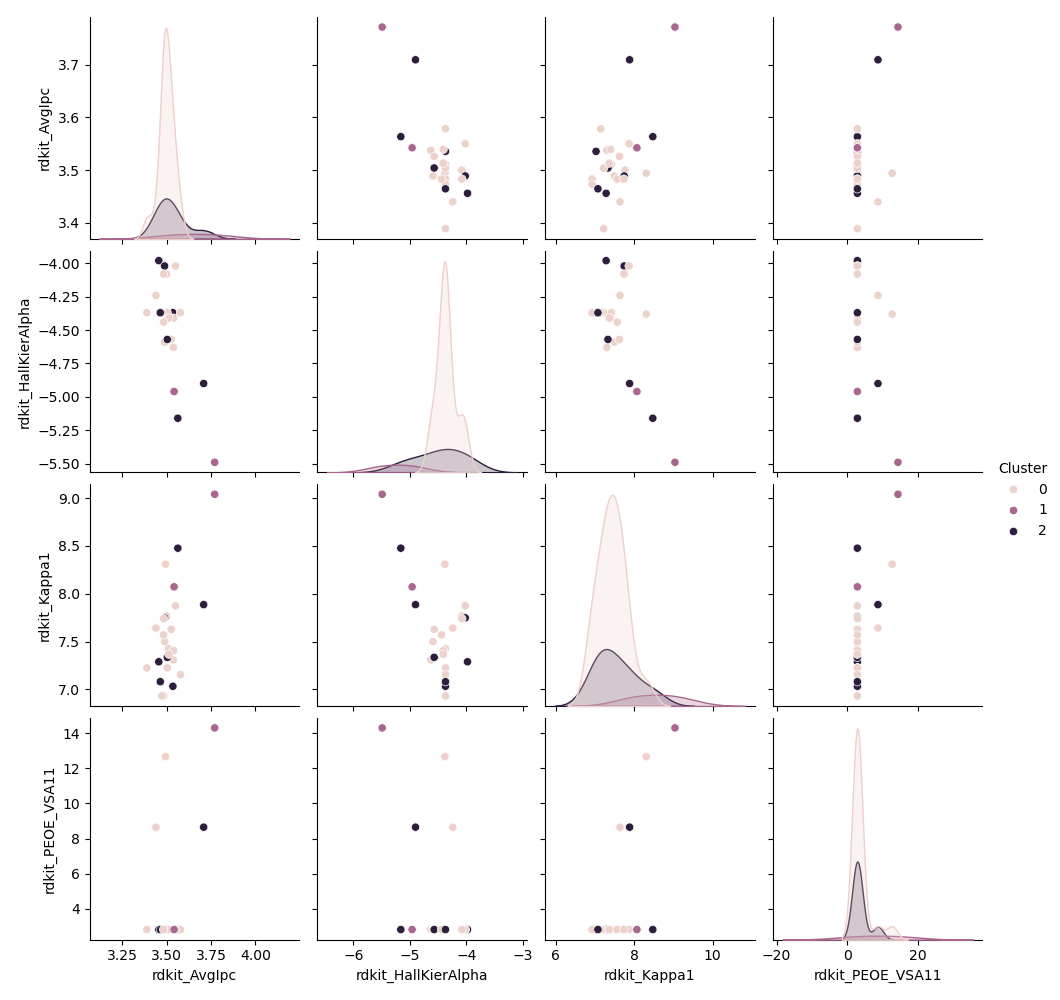 3.7
3.6
3.5
3.4
rdkit_AvgIpc
−4.00
−4.25
−4.50
−4.75
−5.00
−5.25
−5.50
rdkit_HallKierAlpha
Cluster
0
1
2
9.0
8.5
8.0
7.5
7.0
rdkit_Kappa1
14
12
10
8
6
4
rdkit_PEOE_VSA11
3.25 3.50 3.75 4.00
rdkit_AvgIpc
−6 −5 −4 −3
rdkit_HallKierAlpha
6 8 10
rdkit_Kappa1
−20 0 20
rdkit_PEOE_VSA11